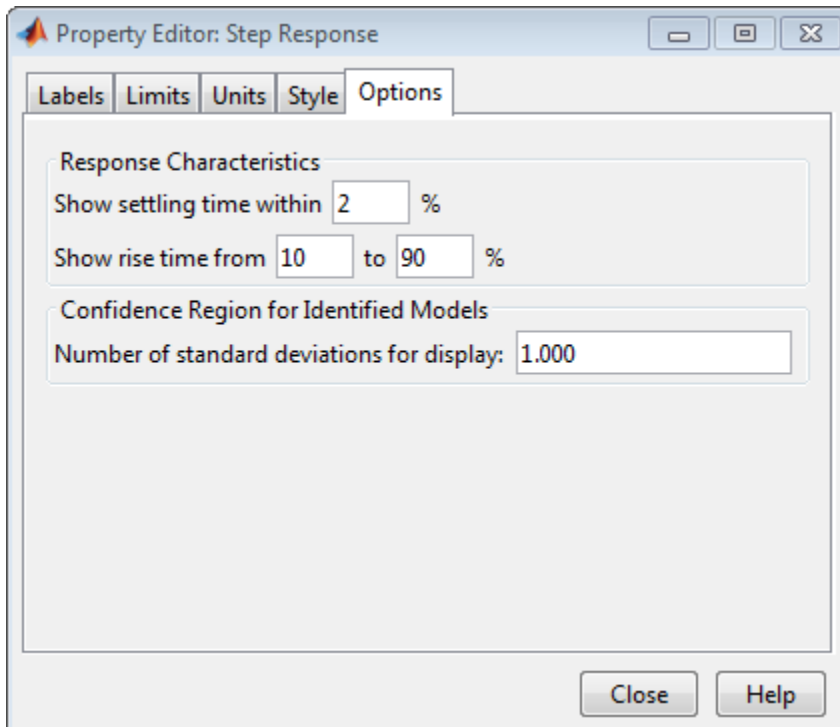 Property Editor: Step Response
Labels Limits Units Style Options
Response Characteristics
Show settling time within 2 %
Show rise time from 10 to 90 %
Confidence Region for Identified Models
Number of standard deviations for display: 1.000
Close Help